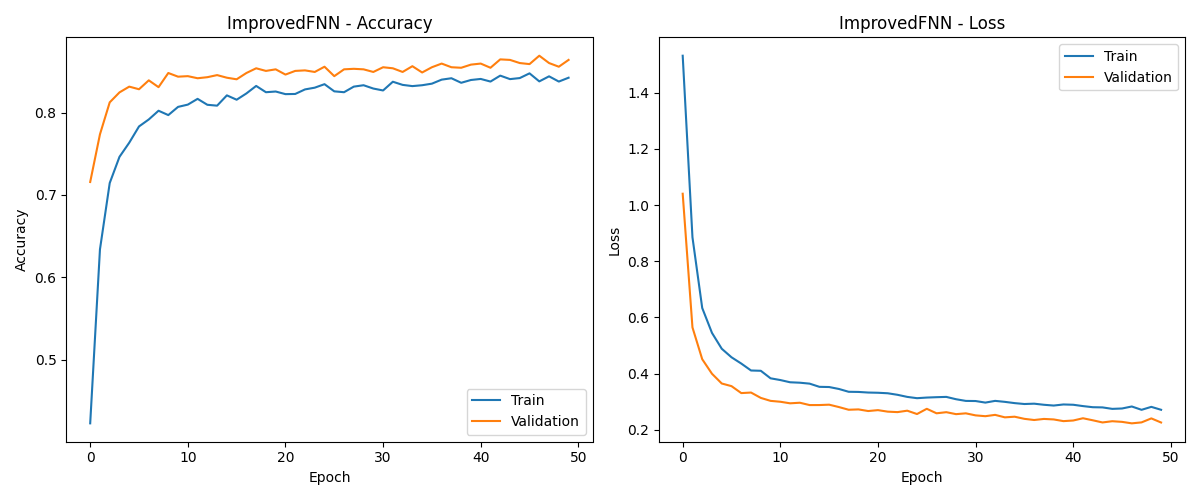 ImprovedFNN - Accuracy
Accuracy
0.8
0.7
0.6
0.5
0 10 20 30 40 50
Epoch
Train
Validation
ImprovedFNN - Loss
Loss
1.4
1.2
1.0
0.8
0.6
0.4
0.2
0 10 20 30 40 50
Epoch
Train
Validation